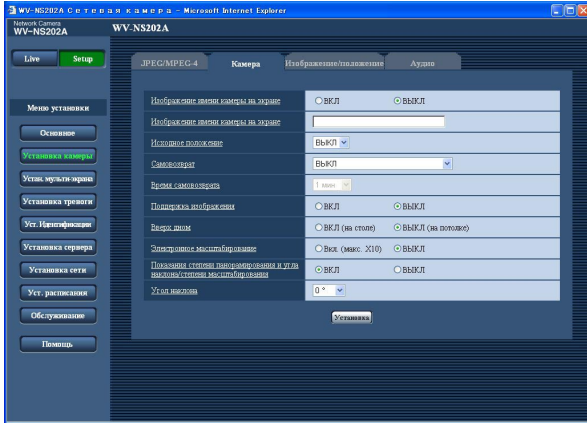 WV-NS202A Сетевая камера - Microsoft Internet Explorer
Network Camera
WV-NS202A
WV-NS202A
Live Setup
JPEG/MPEG-4 Камера Изображение/положение Аудио
Меню установки
Основное
Установка камеры
Устан. мульти-экрана
Установка тревоги
Уст. Идентификации
Установка сервера
Установка сети
Уст. расписания
Обслуживание
Помощь
Изображение имени камеры на экране ВКЛ ВЫКЛ
Изображение имени камеры на экране
Исходное положение ВЫКЛ
Самовозврат ВЫКЛ
Время самовозврата 1 мин.
Поддержка изображения ВКЛ ВЫКЛ
Вверх дном ВКЛ (на столе) ВЫКЛ (на потолке)
Электронное масштабирование Вкл. (макс. X10) ВЫКЛ
Показания степени панорамирования и угла
наклона/степени масштабирования ВКЛ ВЫКЛ
Угол наклона 0 °
Установка